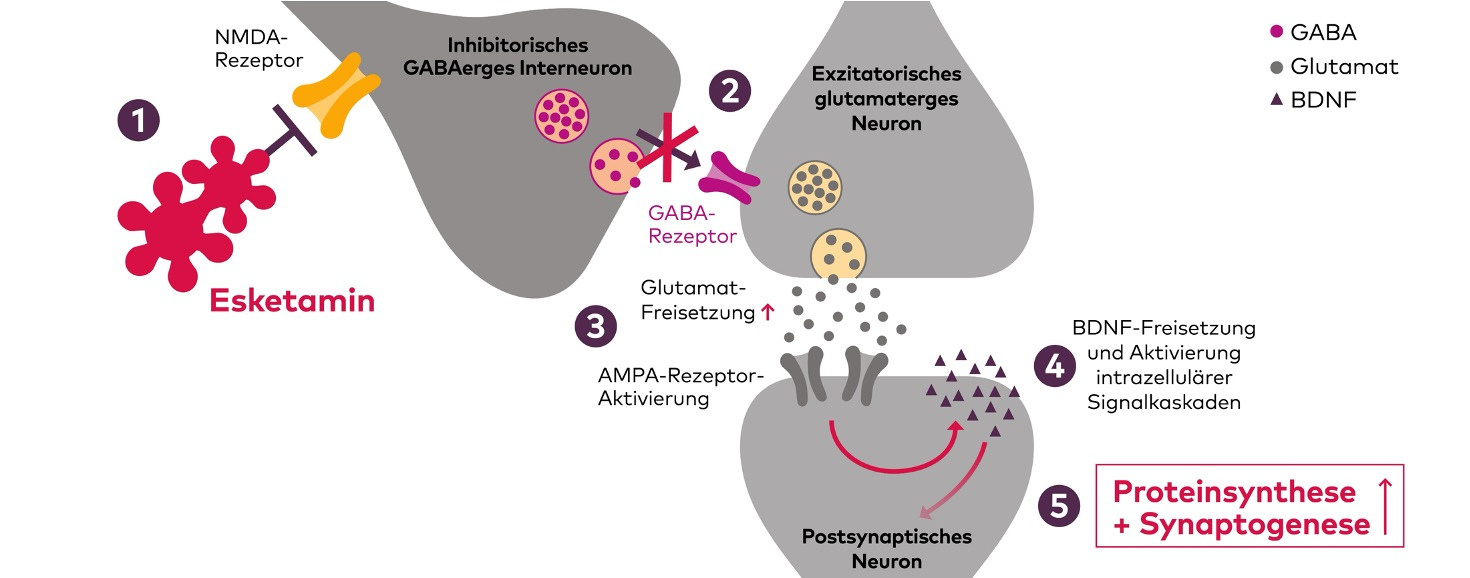 NMDA-
Rezeptor
1
Esketamin
Inhibitorisches
GABAerges Interneuron
2
GABA-
Rezeptor
Exzitatorisches
glutamaterges
Neuron
GABA
Glutamat
BDNF
3
Glutamat-
Freisetzung ↑
AMPA-Rezeptor-
Aktivierung
4
BDNF-Freisetzung
und Aktivierung
intrazellulärer
Signalkaskaden
5
Proteinsynthese
+ Synaptogenese ↑
Postsynaptisches
Neuron